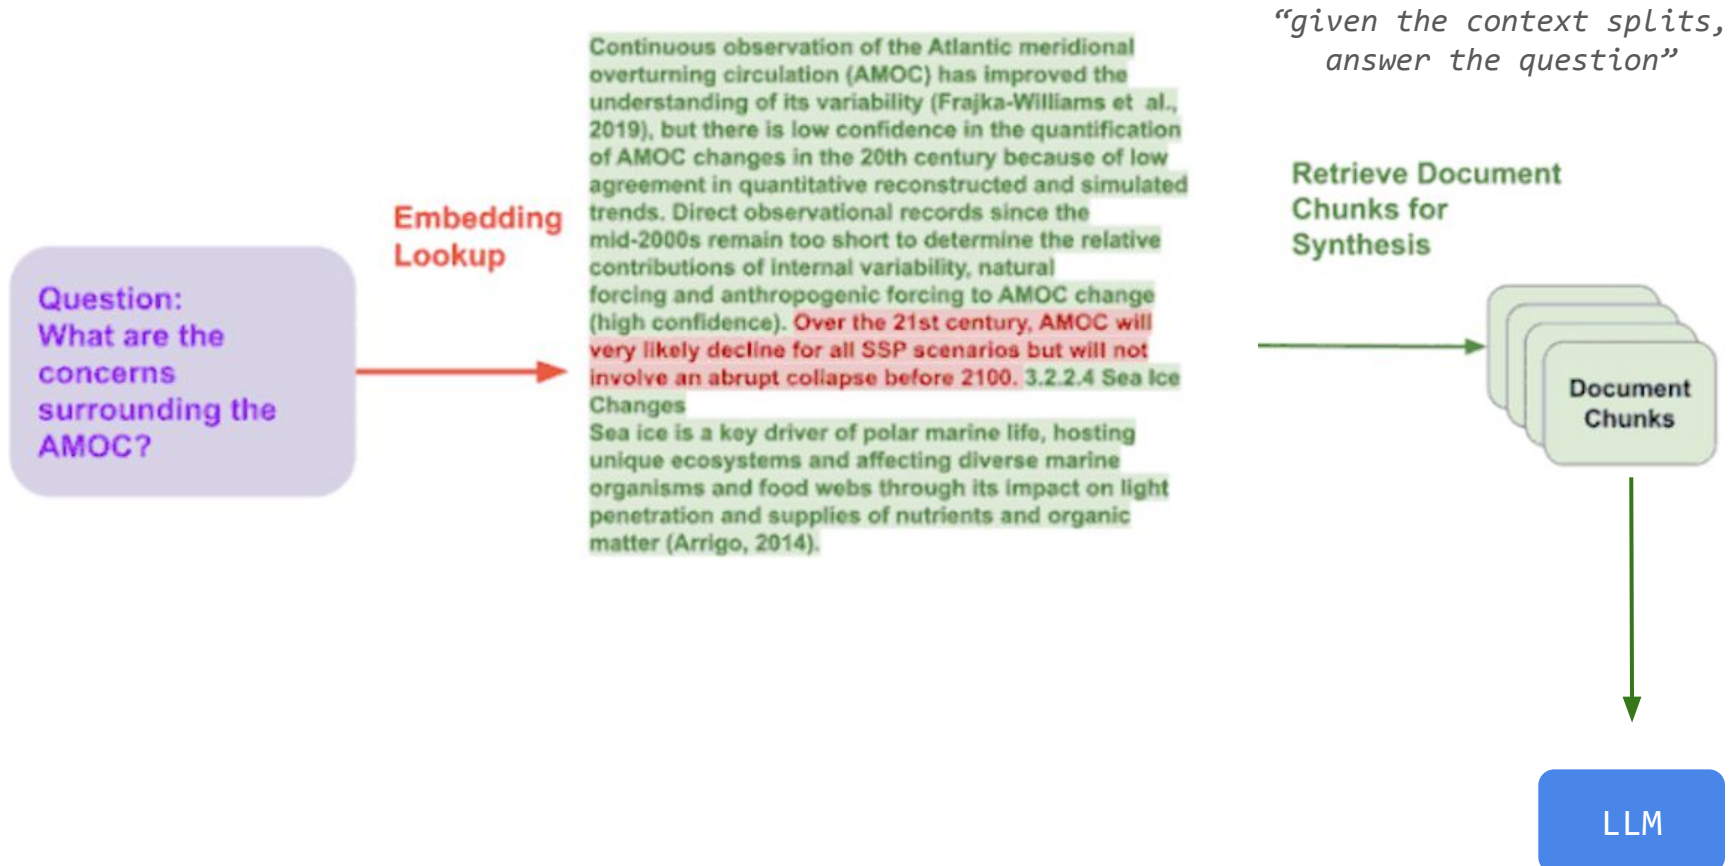 “given the context splits,
answer the question”
Continuous observation of the Atlantic meridional
overturning circulation (AMOC) has improved the
understanding of its variability (Frajka-Williams et al.,
2019), but there is low confidence in the quantification
of AMOC changes in the 20th century because of low
agreement in quantitative reconstructed and simulated
trends. Direct observational records since the
mid-2000s remain too short to determine the relative
contributions of internal variability, natural
forcing and anthropogenic forcing to AMOC change
(high confidence). Over the 21st century, AMOC will
very likely decline for all SSP scenarios but will not
involve an abrupt collapse before 2100. 3.2.2.4 Sea Ice
Changes
Sea ice is a key driver of polar marine life, hosting
unique ecosystems and affecting diverse marine
organisms and food webs through its impact on light
penetration and supplies of nutrients and organic
matter (Arrigo, 2014).
Embedding
Lookup
Question:
What are the
concerns
surrounding the
AMOC?
Retrieve Document
Chunks for
Synthesis
Document
Chunks
LLM